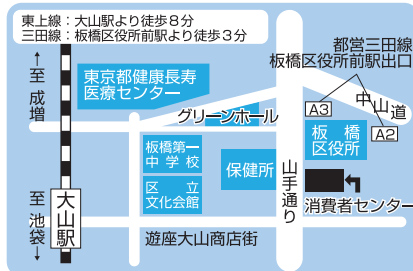 東上線：大山駅より徒歩８分
三田線：板橋区役所前駅より徒歩３分
都営三田線
板橋区役所前駅出口
←至 成増
東京都健康長寿
医療センター
グリーンホール
中山道
A3
A2
板橋
区役所
板橋第一
中学校
保健所
山手通り
区立
文化会館
消費者センター
大山駅
至 池袋→
遊座大山商店街